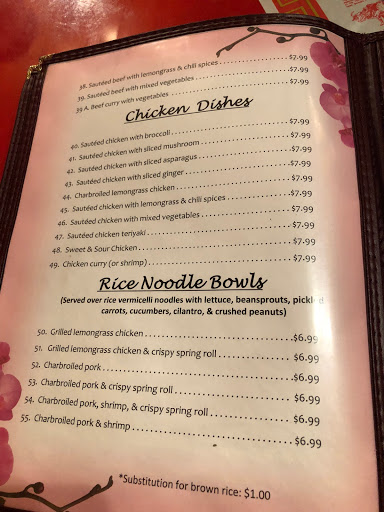 38. Sautéed beef with lemongrass & chili spices $7.99
39. Sautéed beef with mixed vegetables $7.99
39 A. Beef curry with vegetables $7.99
Chicken Dishes
40. Sautéed chicken with broccoli $7.99
41. Sautéed chicken with sliced mushroom $7.99
42. Sautéed chicken with sliced asparagus $7.99
43. Sautéed chicken with sliced ginger $7.99
44. Charbroiled lemongrass chicken $7.99
45. Sautéed chicken with lemongrass & chili spices $7.99
46. Sautéed chicken with mixed vegetables $7.99
47. Sautéed chicken teriyaki $7.99
48. Sweet & Sour Chicken $7.99
49. Chicken curry (or shrimp) $7.99
Rice Noodle Bowls
(Served over rice vermicelli noodles with lettuce, beansprouts, pickled
carrots, cucumbers, cilantro, & crushed peanuts)
50. Grilled lemongrass chicken $6.99
51. Grilled lemongrass chicken & crispy spring roll $6.99
52. Charbroiled pork $6.99
53. Charbroiled pork & crispy spring roll $6.99
54. Charbroiled pork, shrimp, & crispy spring roll $6.99
55. Charbroiled pork & shrimp $6.99
*Substitution for brown rice: $1.00